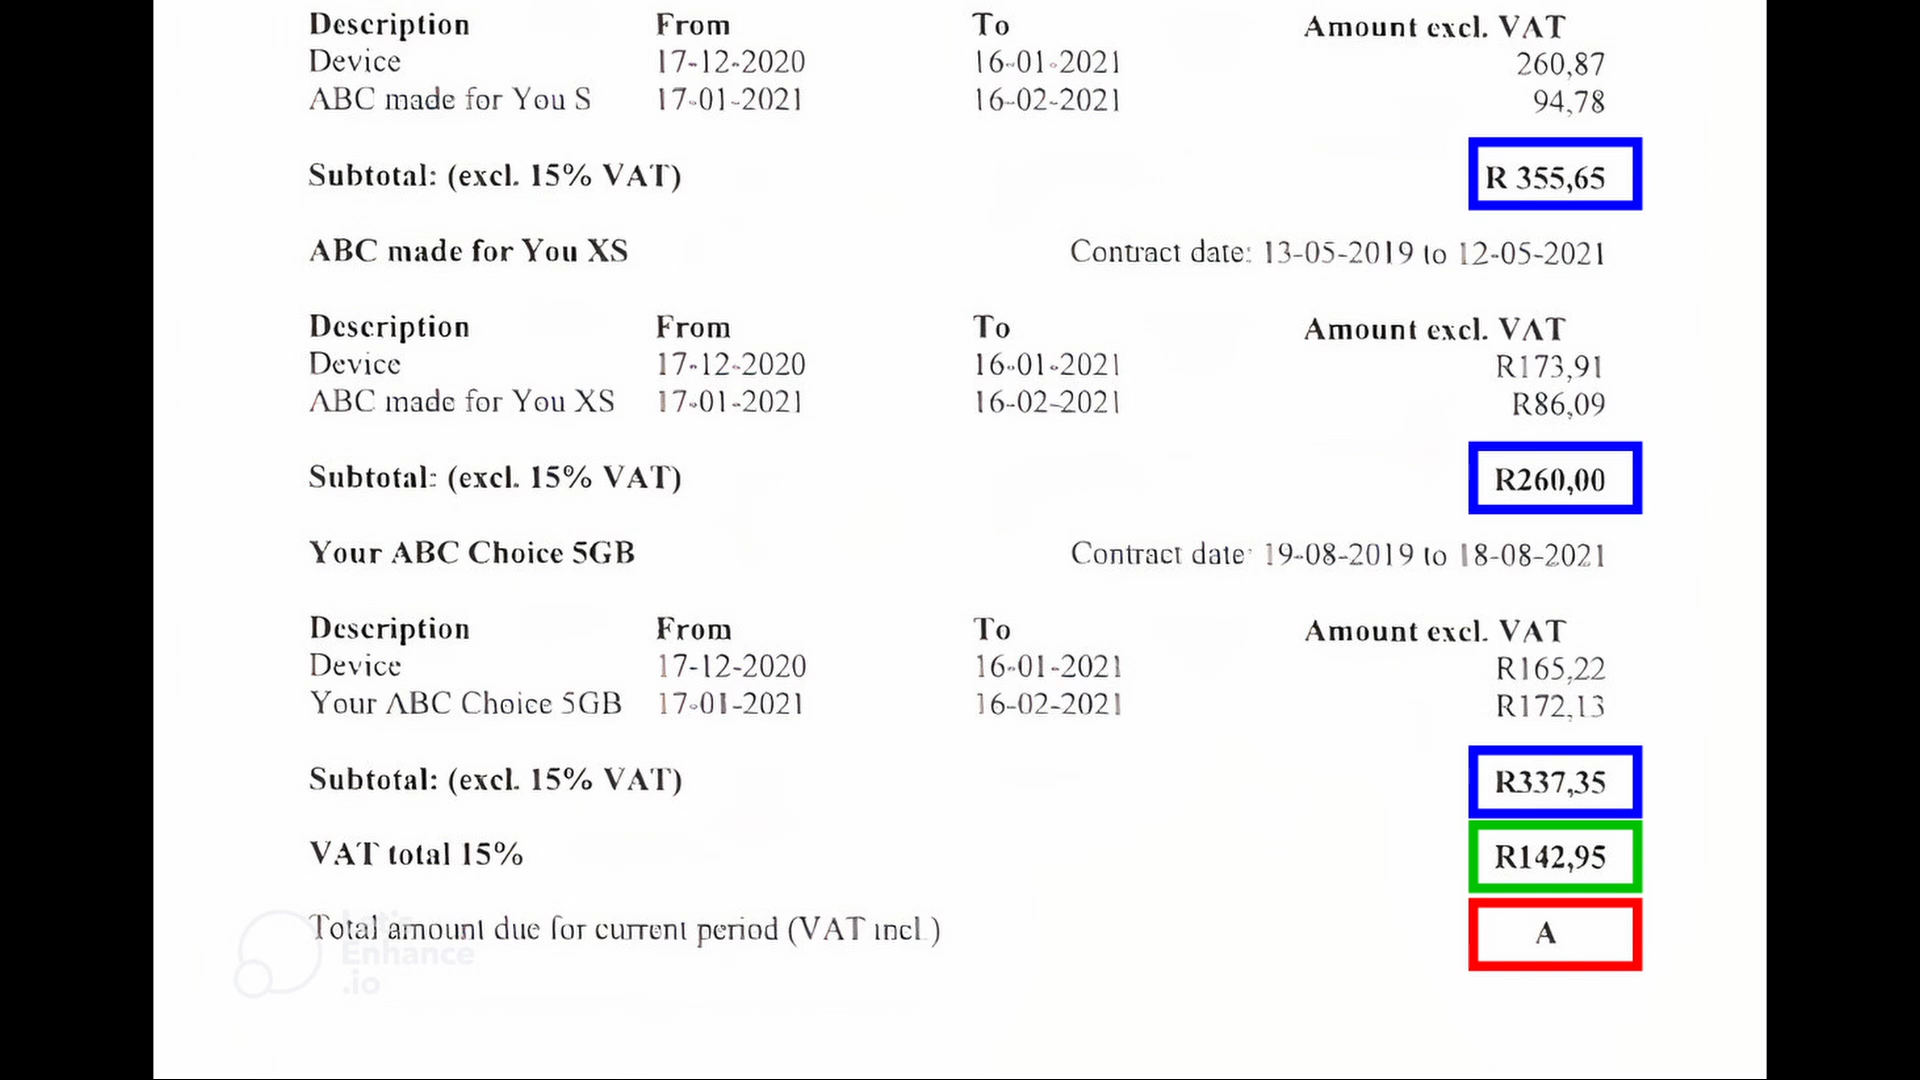 Description From To Amount excl. VAT
Device 17-12-2020 16-01-2021 260,87
ABC made for You S 17-01-2021 16-02-2021 94,78
Subtotal: (excl. 15% VAT) R 355,65
ABC made for You XS Contract date: 13-05-2019 to 12-05-2021
Description From To Amount excl. VAT
Device 17-12-2020 16-01-2021 R173,91
ABC made for You XS 17-01-2021 16-02-2021 R86,09
Subtotal: (excl. 15% VAT) R260,00
Your ABC Choice 5GB Contract date: 19-08-2019 to 18-08-2021
Description From To Amount excl. VAT
Device 17-12-2020 16-01-2021 R165,22
Your ABC Choice 5GB 17-01-2021 16-02-2021 R172,13
Subtotal: (excl. 15% VAT) R337,35
VAT total 15% R142,95
Total amount due for current period (VAT incl.) A
Let's
Enhance
.io